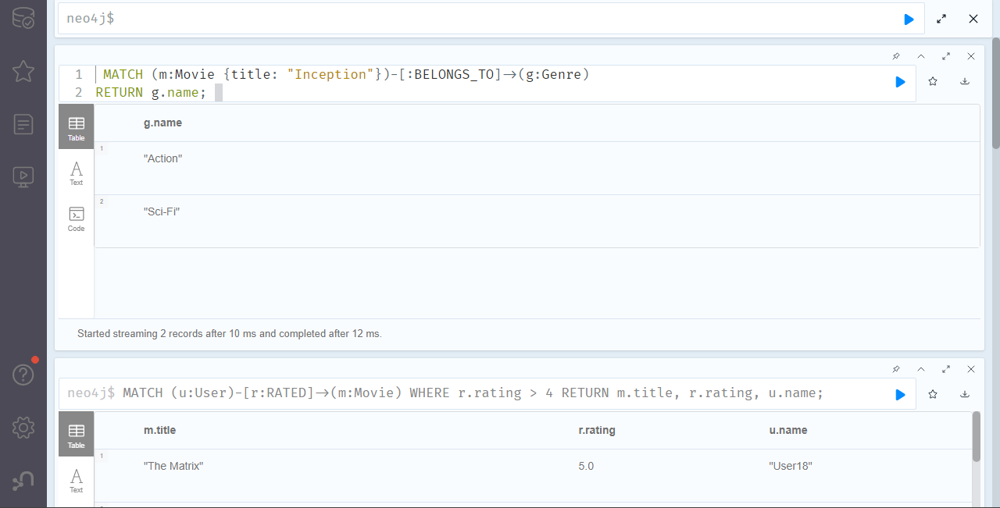 neo4j$
1 MATCH (m:Movie {title: "Inception"})-[:BELONGS_TO]->(g:Genre)
2 RETURN g.name;
Table
g.name
1
"Action"
Text
2
"Sci-Fi"
Code
Started streaming 2 records after 10 ms and completed after 12 ms.
neo4j$ MATCH (u:User)-[r:RATED]->(m:Movie) WHERE r.rating > 4 RETURN m.title, r.rating, u.name;
Table
m.title r.rating u.name
1
"The Matrix" 5.0 "User18"
Text